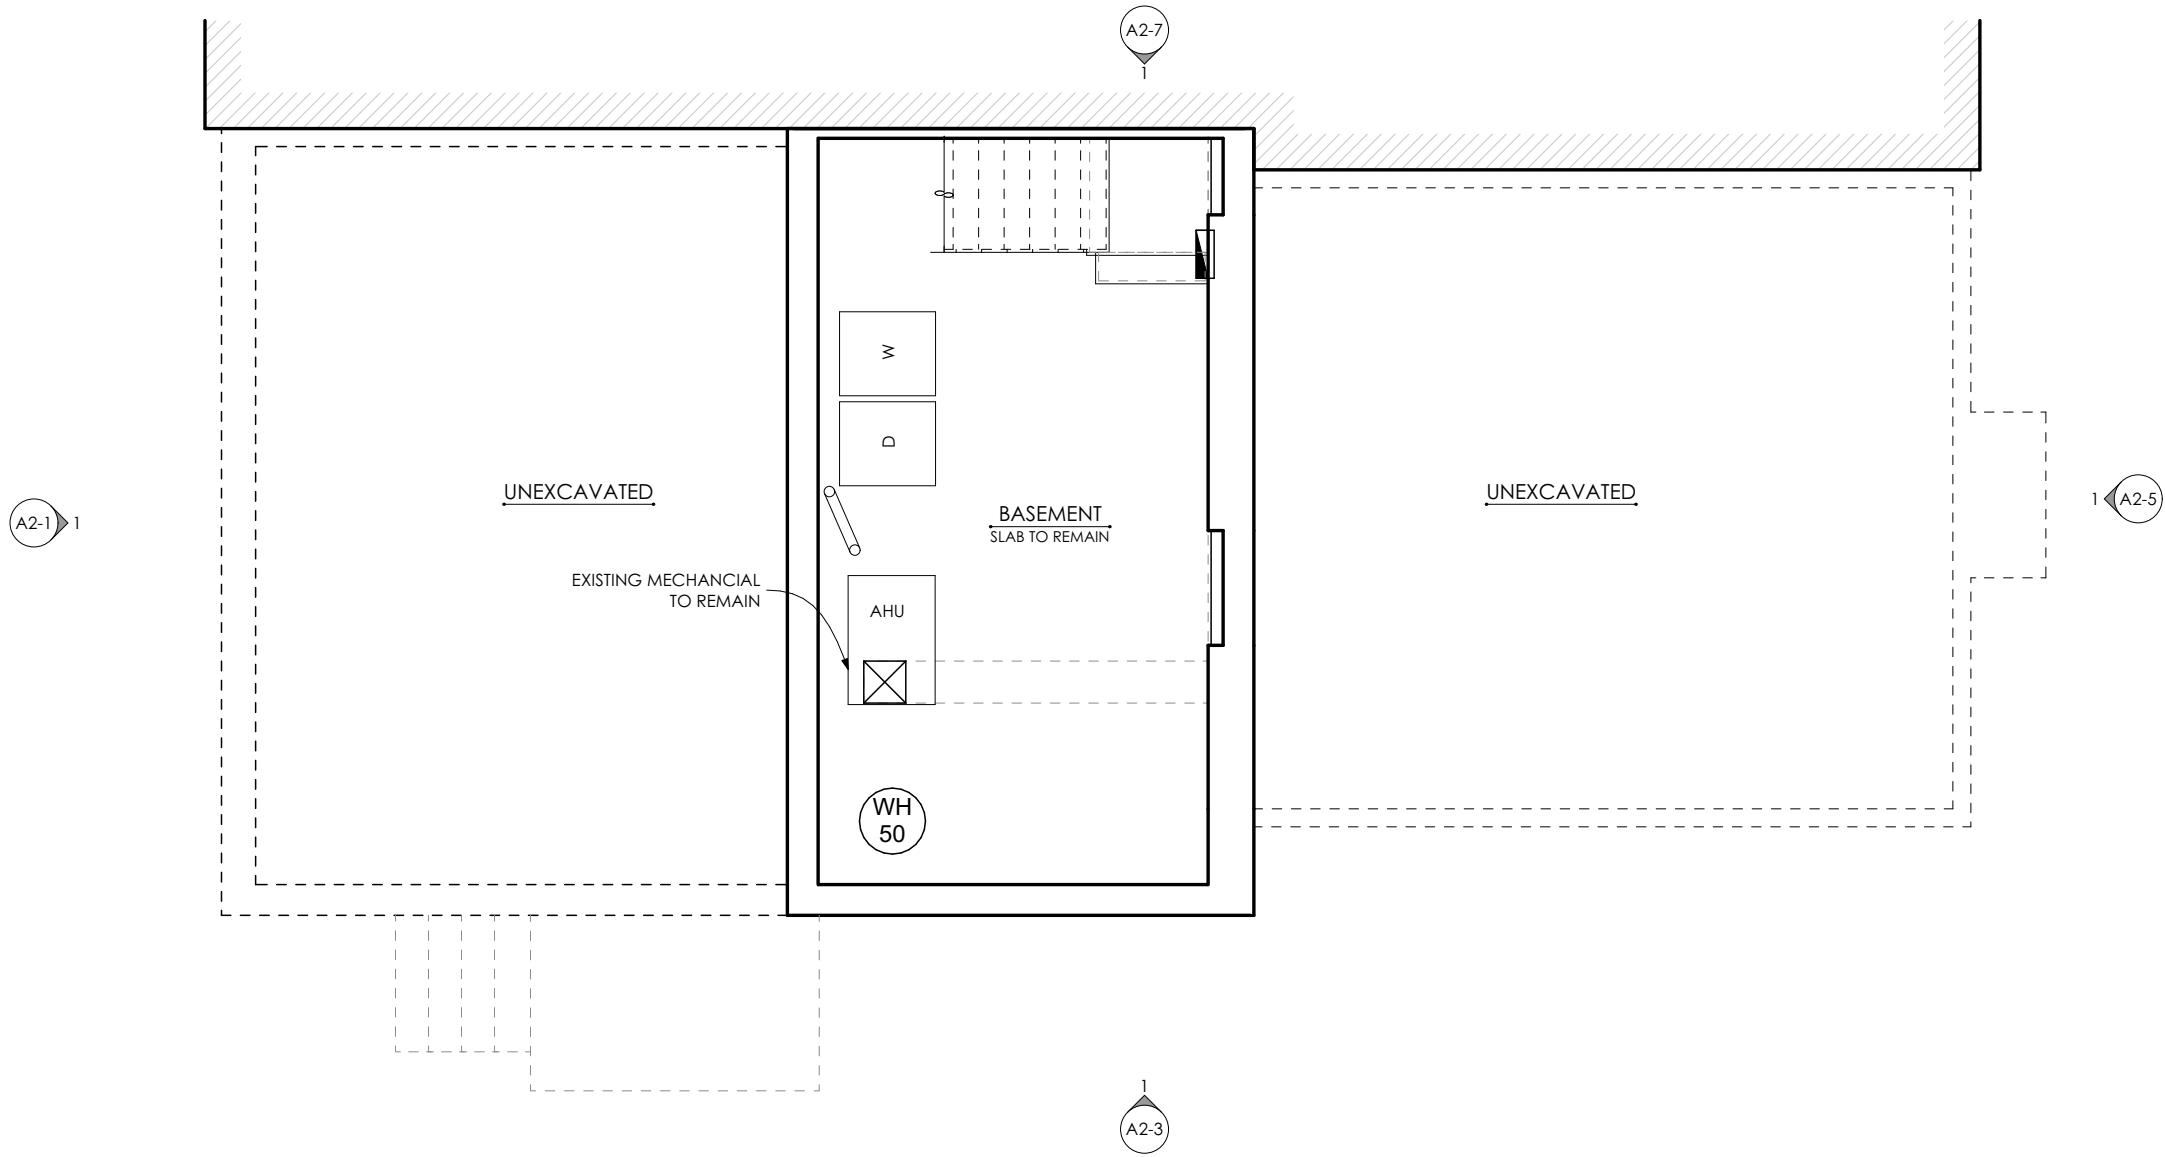 A2-7
1
W
D
UNEXCAVATED
BASEMENT
SLAB TO REMAIN
UNEXCAVATED
A2-1
1
1
A2-5
EXISTING MECHANCIAL
TO REMAIN
AHU
WH
50
1
A2-3